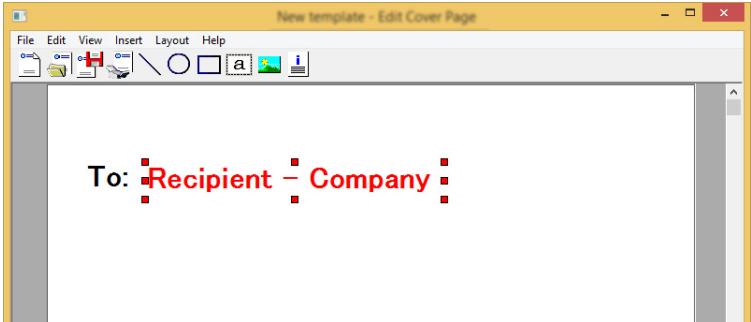 New template - Edit Cover Page
File Edit View Insert Layout Help
a
i
To: Recipient - Company